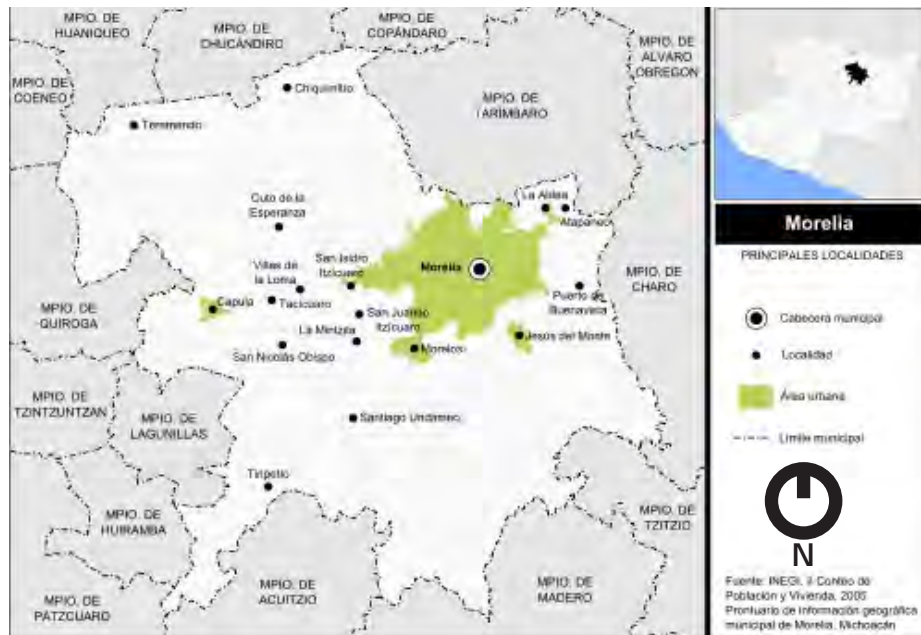 MPIO. DE
HUANIQUEO
MPIO. DE
CHUCÁNDIRO
MPIO. DE
COPÁNDARO
MPIO. DE
ALVARO
OBREGON
MPIO. DE
COENEO
MPIO. DE
TARIMBARO
Chiquimitío
Teremendo
Cuto de la
Esperanza
La Aldea
Atapaneo
San Isidro
Itzícuaro
Morelia
MPIO. DE
CHARO
Villas de
la Loma
Tacícuaro
Puerto de
Buenavista
Capula
MPIO. DE
QUIROGA
San Juanito
Itzícuaro
La Mintzita
San Nicolás Obispo
Morelos
Jesús del Monte
MPIO. DE
TZINTZUNTZAN
MPIO. DE
LAGUNILLAS
Santiago Undameo
Tiripetío
MPIO. DE
HUIRAMBA
MPIO. DE
TZITZIO
MPIO. DE
PÁTZCUARO
MPIO. DE
ACUITZIO
MPIO. DE
MADERO
Morelia
PRINCIPALES LOCALIDADES
Cabecera municipal
Localidad
Área urbana
Límite municipal
N
Fuente: INEGI, II Conteo de
Población y Vivienda, 2005
Prontuario de información geográfica
municipal de Morelia, Michoacán